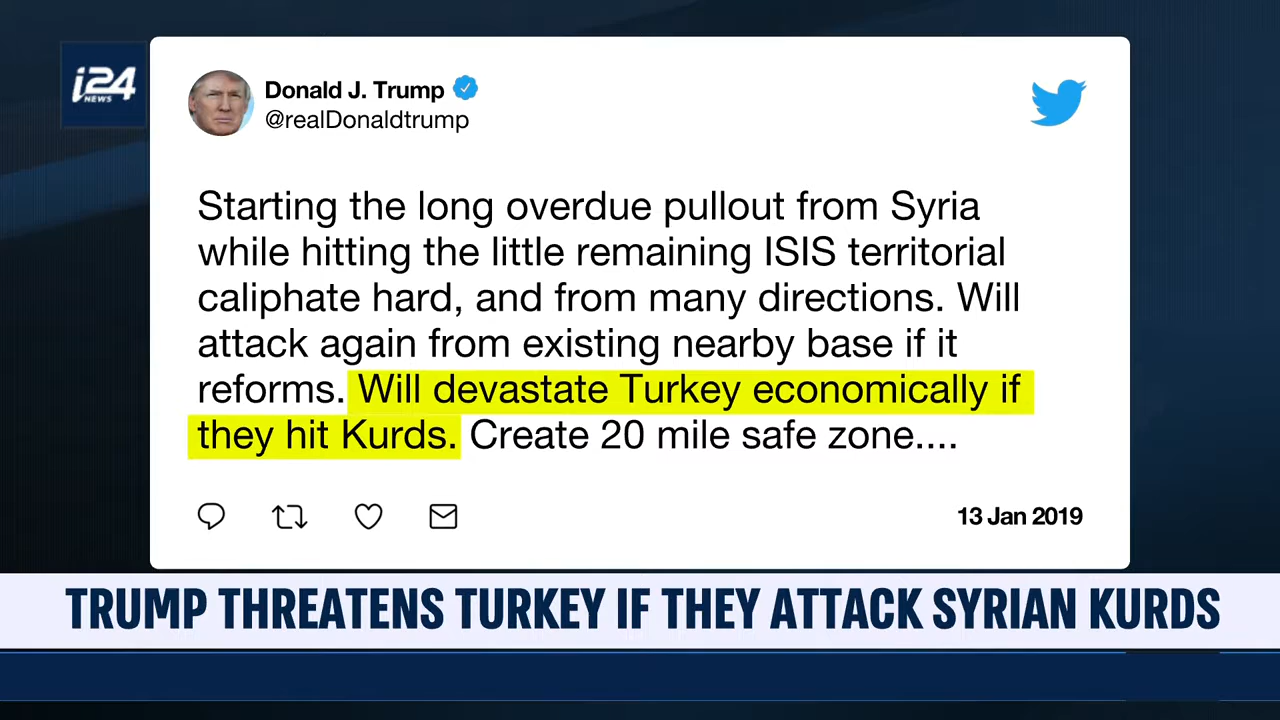 i24
NEWS
Donald J. Trump
@realDonaldtrump
Starting the long overdue pullout from Syria
while hitting the little remaining ISIS territorial
caliphate hard, and from many directions. Will
attack again from existing nearby base if it
reforms. Will devastate Turkey economically if
they hit Kurds. Create 20 mile safe zone....
13 Jan 2019
TRUMP THREATENS TURKEY IF THEY ATTACK SYRIAN KURDS